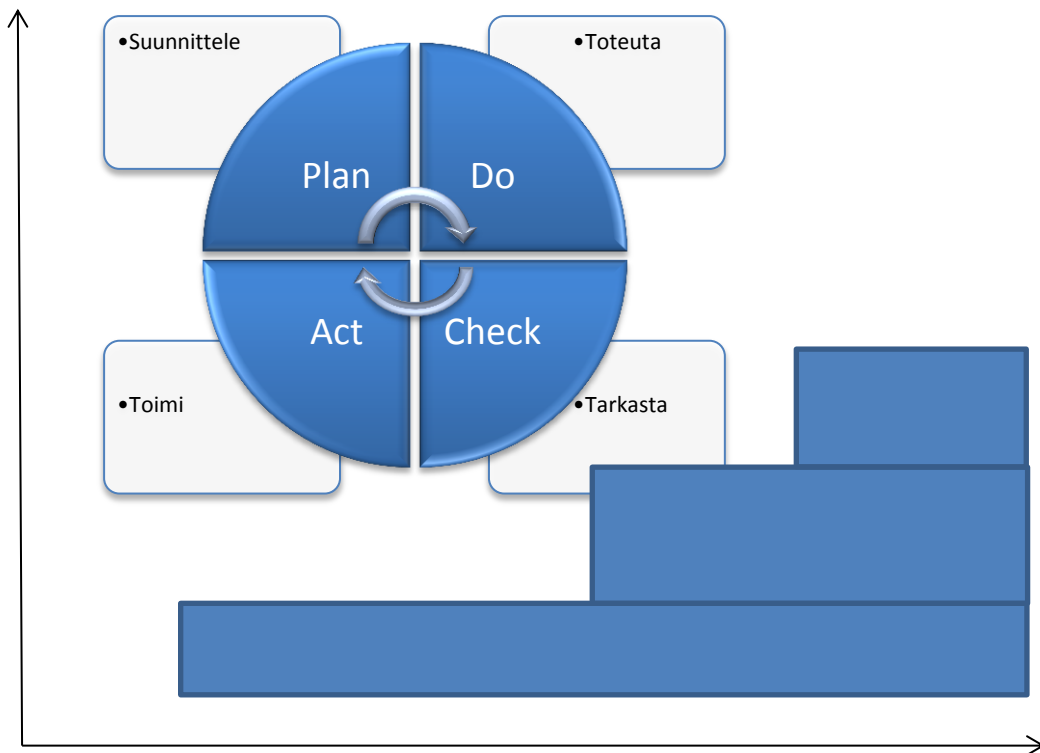 •Suunnittele
•Toteuta
Plan
Do
Act
Check
•Toimi
•Tarkasta